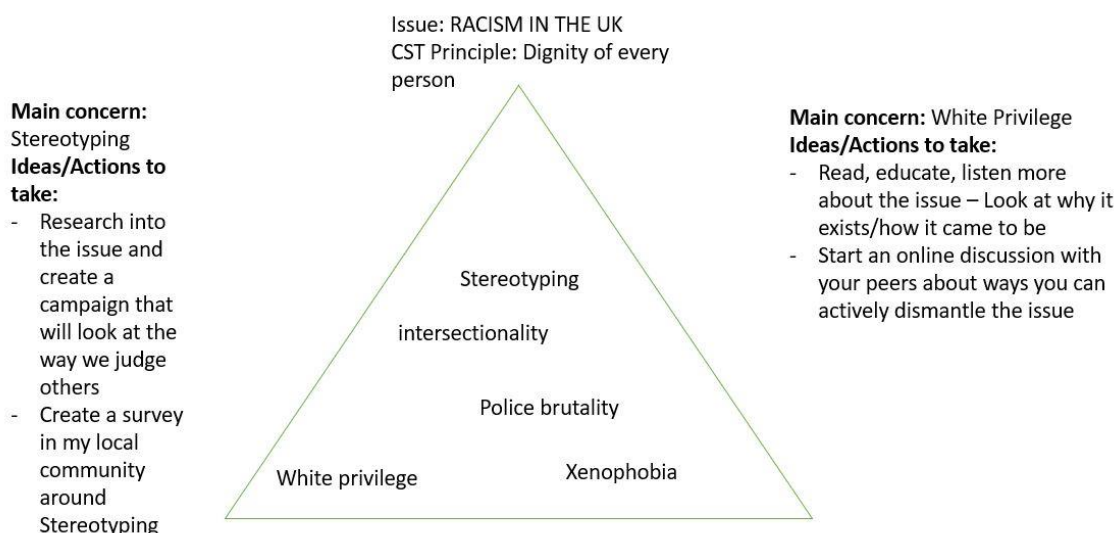 Issue: RACISM IN THE UK
CST Principle: Dignity of every
person
Main concern:
Stereotyping
Ideas/Actions to
take:
- Research into
the issue and
create a
campaign that
will look at the
way we judge
others
- Create a survey
in my local
community
around
Stereotyping
Stereotyping
intersectionality
Police brutality
White privilege
Xenophobia
Main concern: White Privilege
Ideas/Actions to take:
- Read, educate, listen more
about the issue – Look at why it
exists/how it came to be
- Start an online discussion with
your peers about ways you can
actively dismantle the issue